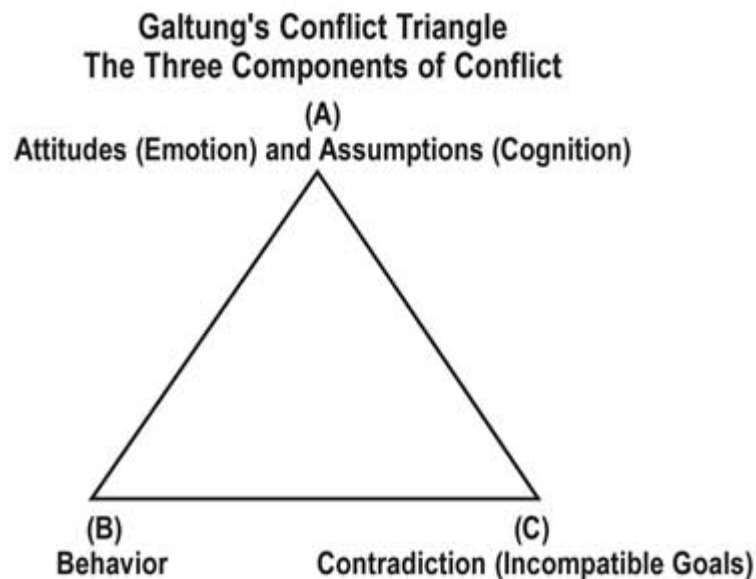 Galtung's Conflict Triangle
The Three Components of Conflict
(A)
Attitudes (Emotion) and Assumptions (Cognition)
(B)
Behavior
(C)
Contradiction (Incompatible Goals)